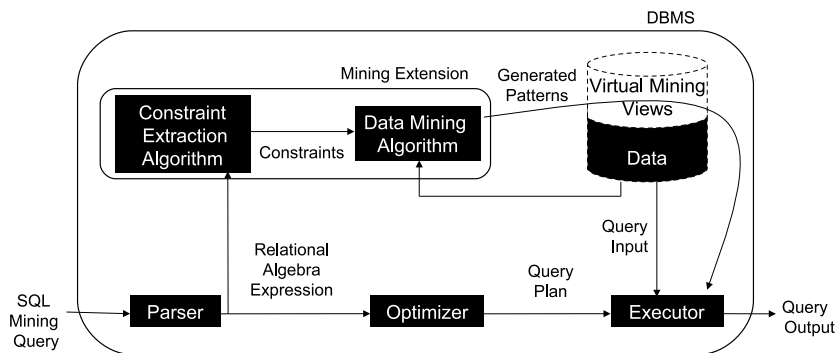 DBMS
Mining Extension
Generated
Patterns
Virtual Mining
Views
Data
Constraint
Extraction
Algorithm
Constraints
Data Mining
Algorithm
Query
Input
Relational
Algebra
Expression
Query
Plan
SQL
Mining
Query
Parser
Optimizer
Executor
Query
Output